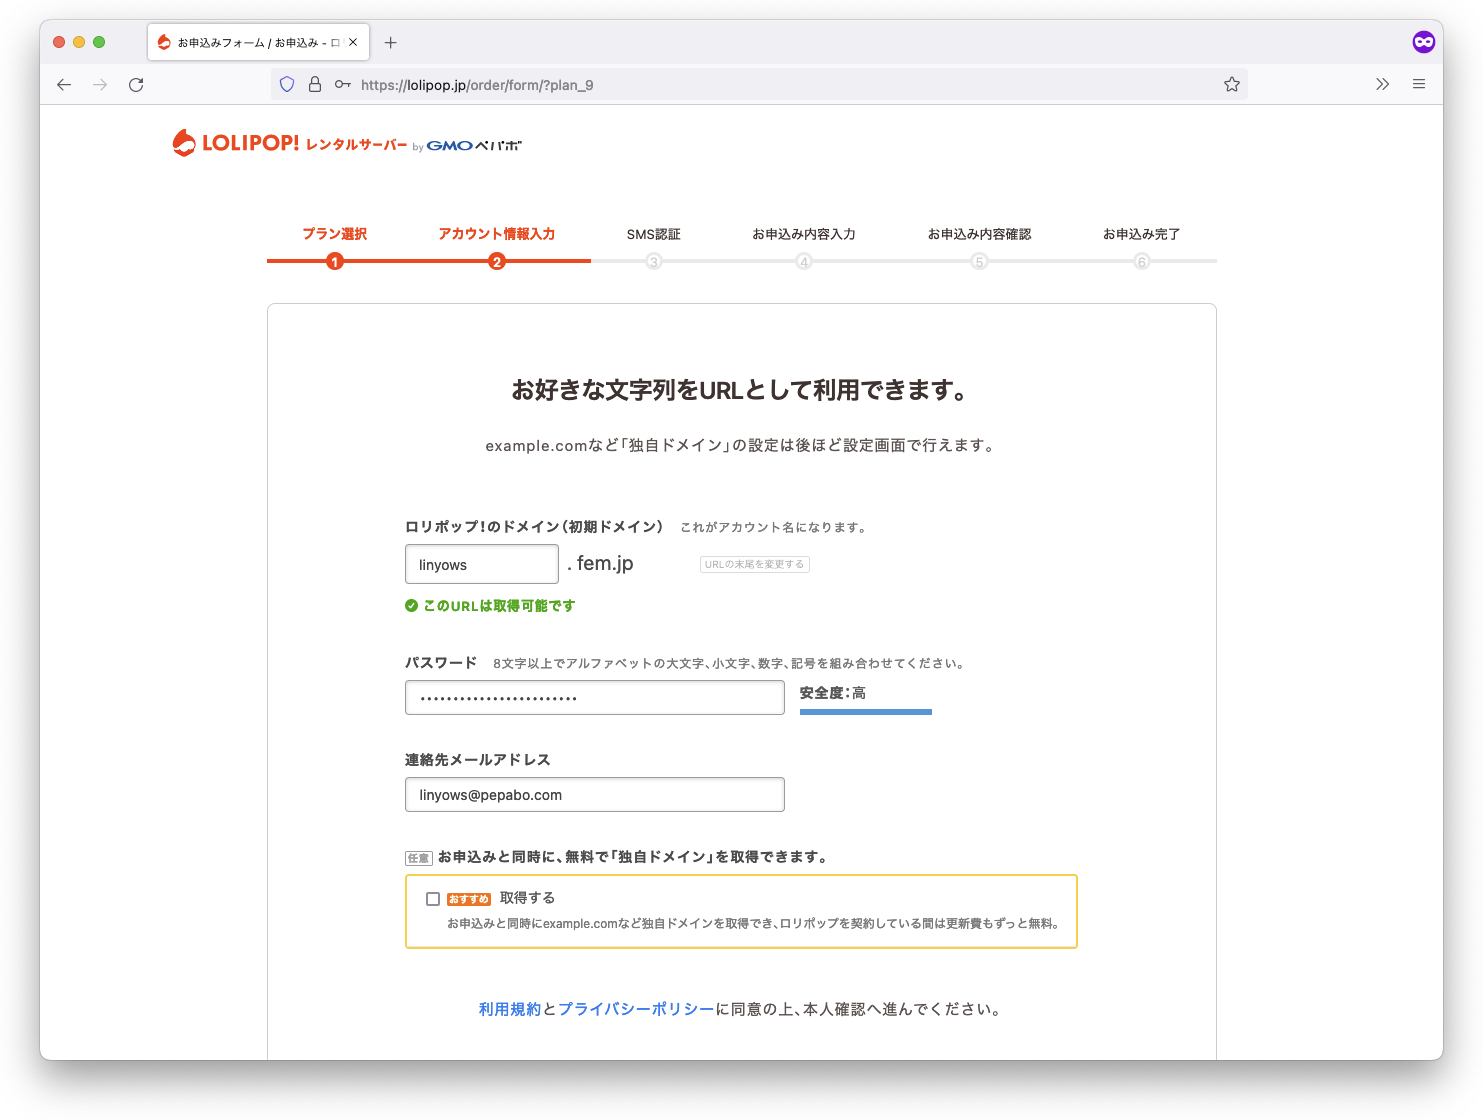 お申込みフォーム / お申込み - ロ
https://lolipop.jp/order/form/?plan_9
LOLIPOP! レンタルサーバー by GMOペパボ
プラン選択 アカウント情報入力 SMS認証 お申込み内容入力 お申込み内容確認 お申込み完了
1 2 3 4 5 6
お好きな文字列をURLとして利用できます。
example.comなど「独自ドメイン」の設定は後ほど設定画面で行えます。
ロリポップ!のドメイン(初期ドメイン) これがアカウント名になります。
linyows . fem.jp URLの末尾を変更する
このURLは取得可能です
パスワード 8文字以上でアルファベットの大文字、小文字、数字、記号を組み合わせてください。
•••••••••••••••••••••••• 安全度:高
連絡先メールアドレス
linyows@pepabo.com
任意 お申込みと同時に、無料で「独自ドメイン」を取得できます。
おすすめ 取得する
お申込みと同時にexample.comなど独自ドメインを取得でき、ロリポップを契約している間は更新費もずっと無料。
利用規約とプライバシーポリシーに同意の上、本人確認へ進んでください。